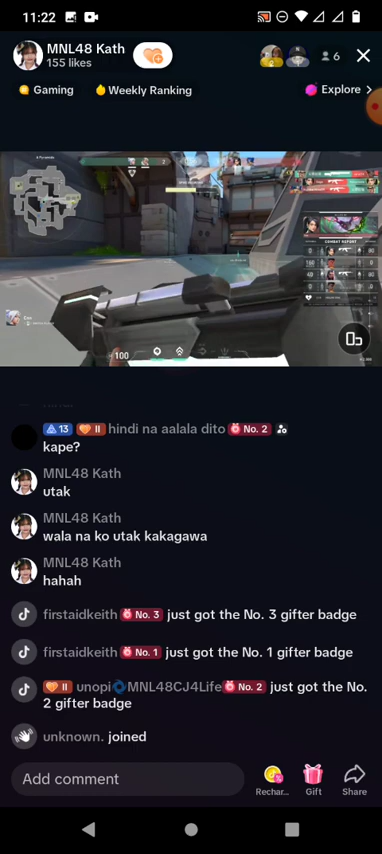 11:22
MNL48 Kath
155 likes
6
Gaming
Weekly Ranking
Explore
COMBAT REPORT
100
13
II
hindi na aalala dito
No. 2
kape?
MNL48 Kath
utak
MNL48 Kath
wala na ko utak kakagawa
MNL48 Kath
hahah
firstaidkeith No. 3 just got the No. 3 gifter badge
firstaidkeith No. 1 just got the No. 1 gifter badge
II unopi MNL48CJ4Life No. 2 just got the No.
2 gifter badge
unknown. joined
Add comment
Rechar...
Gift
Share